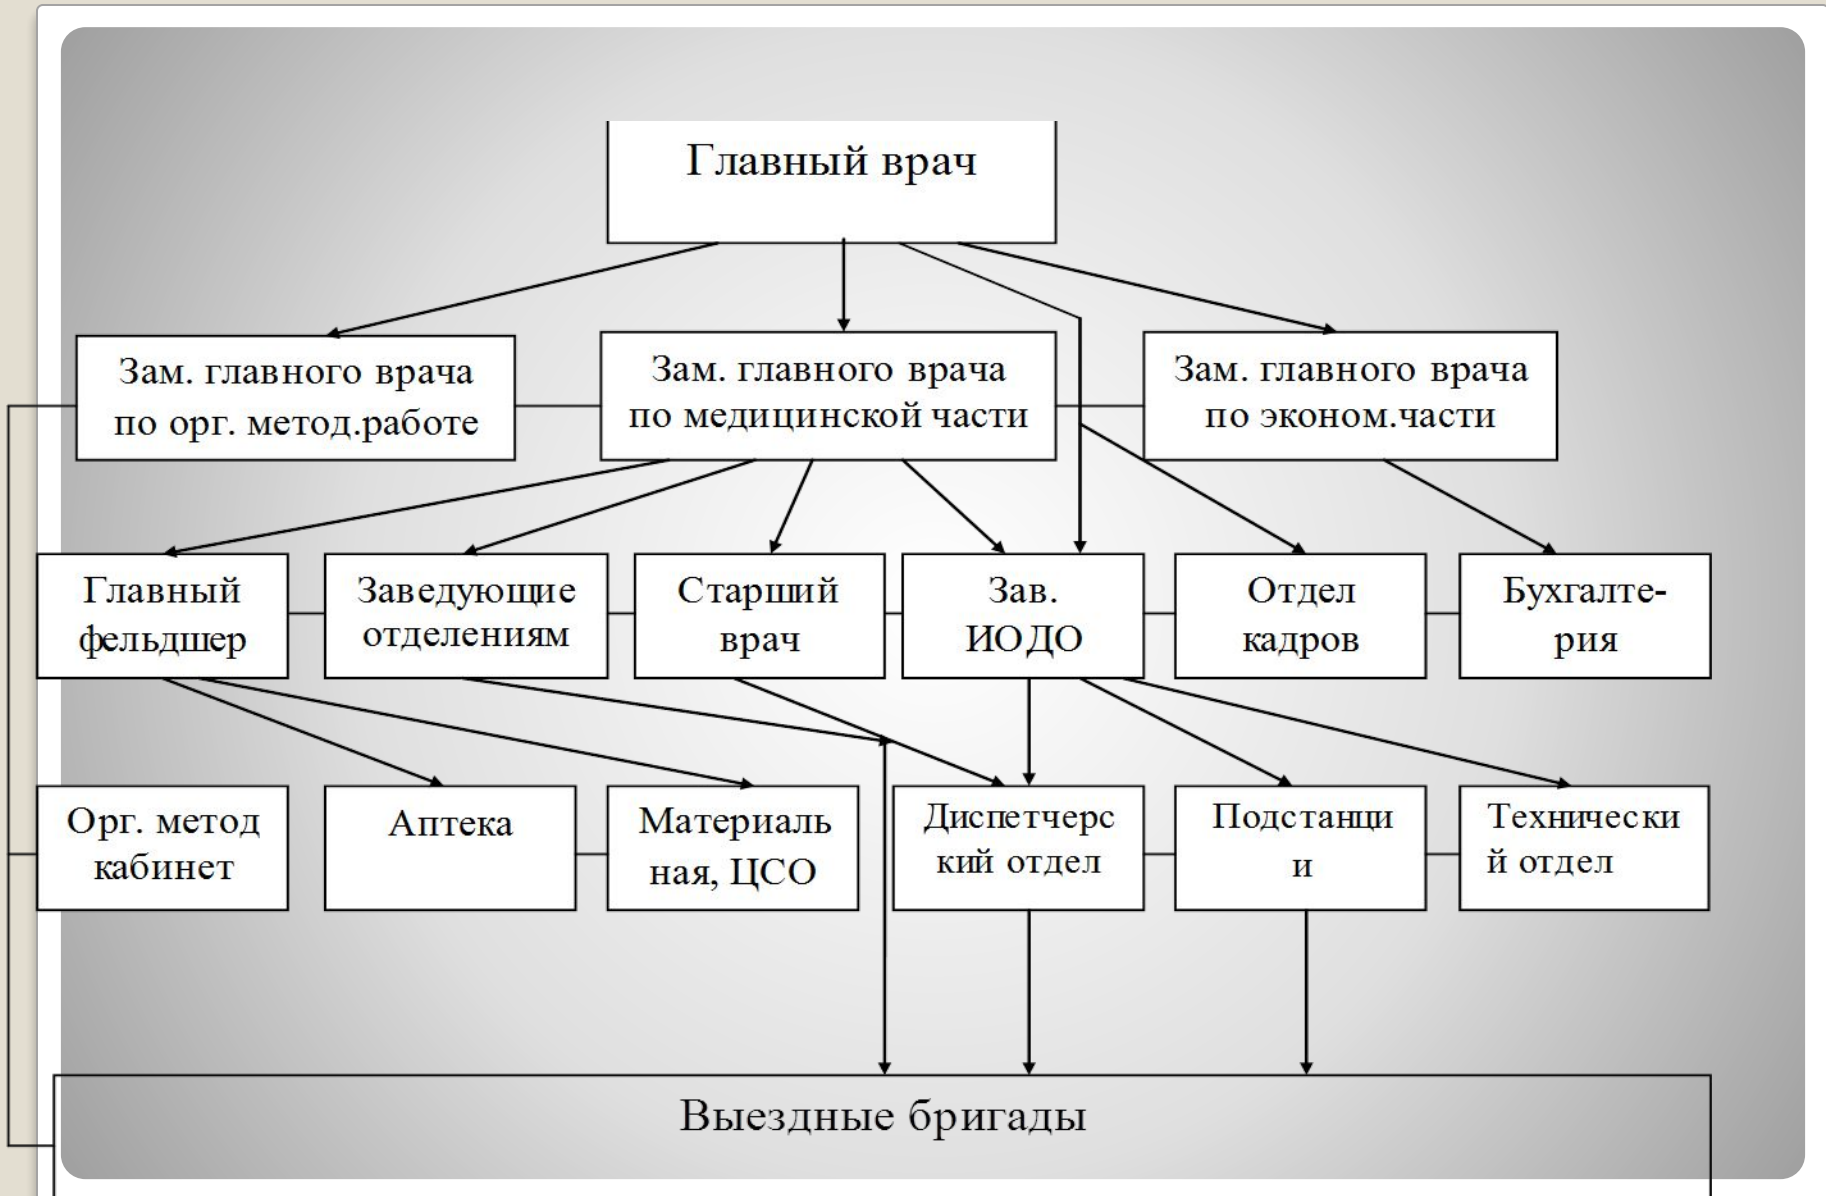 Главный врач
Зам. главного врача
по орг. метод.работе
Зам. главного врача
по медицинской части
Зам. главного врача
по эконом.части
Главный
фельдшер
Заведующие
отделениям
Старший
врач
Зав.
ИОДО
Отдел
кадров
Бухгалте-
рия
Орг. метод
кабинет
Аптека
Материаль
ная, ЦСО
Диспетчерс
кий отдел
Подстанци
и
Технически
й отдел
Выездные бригады